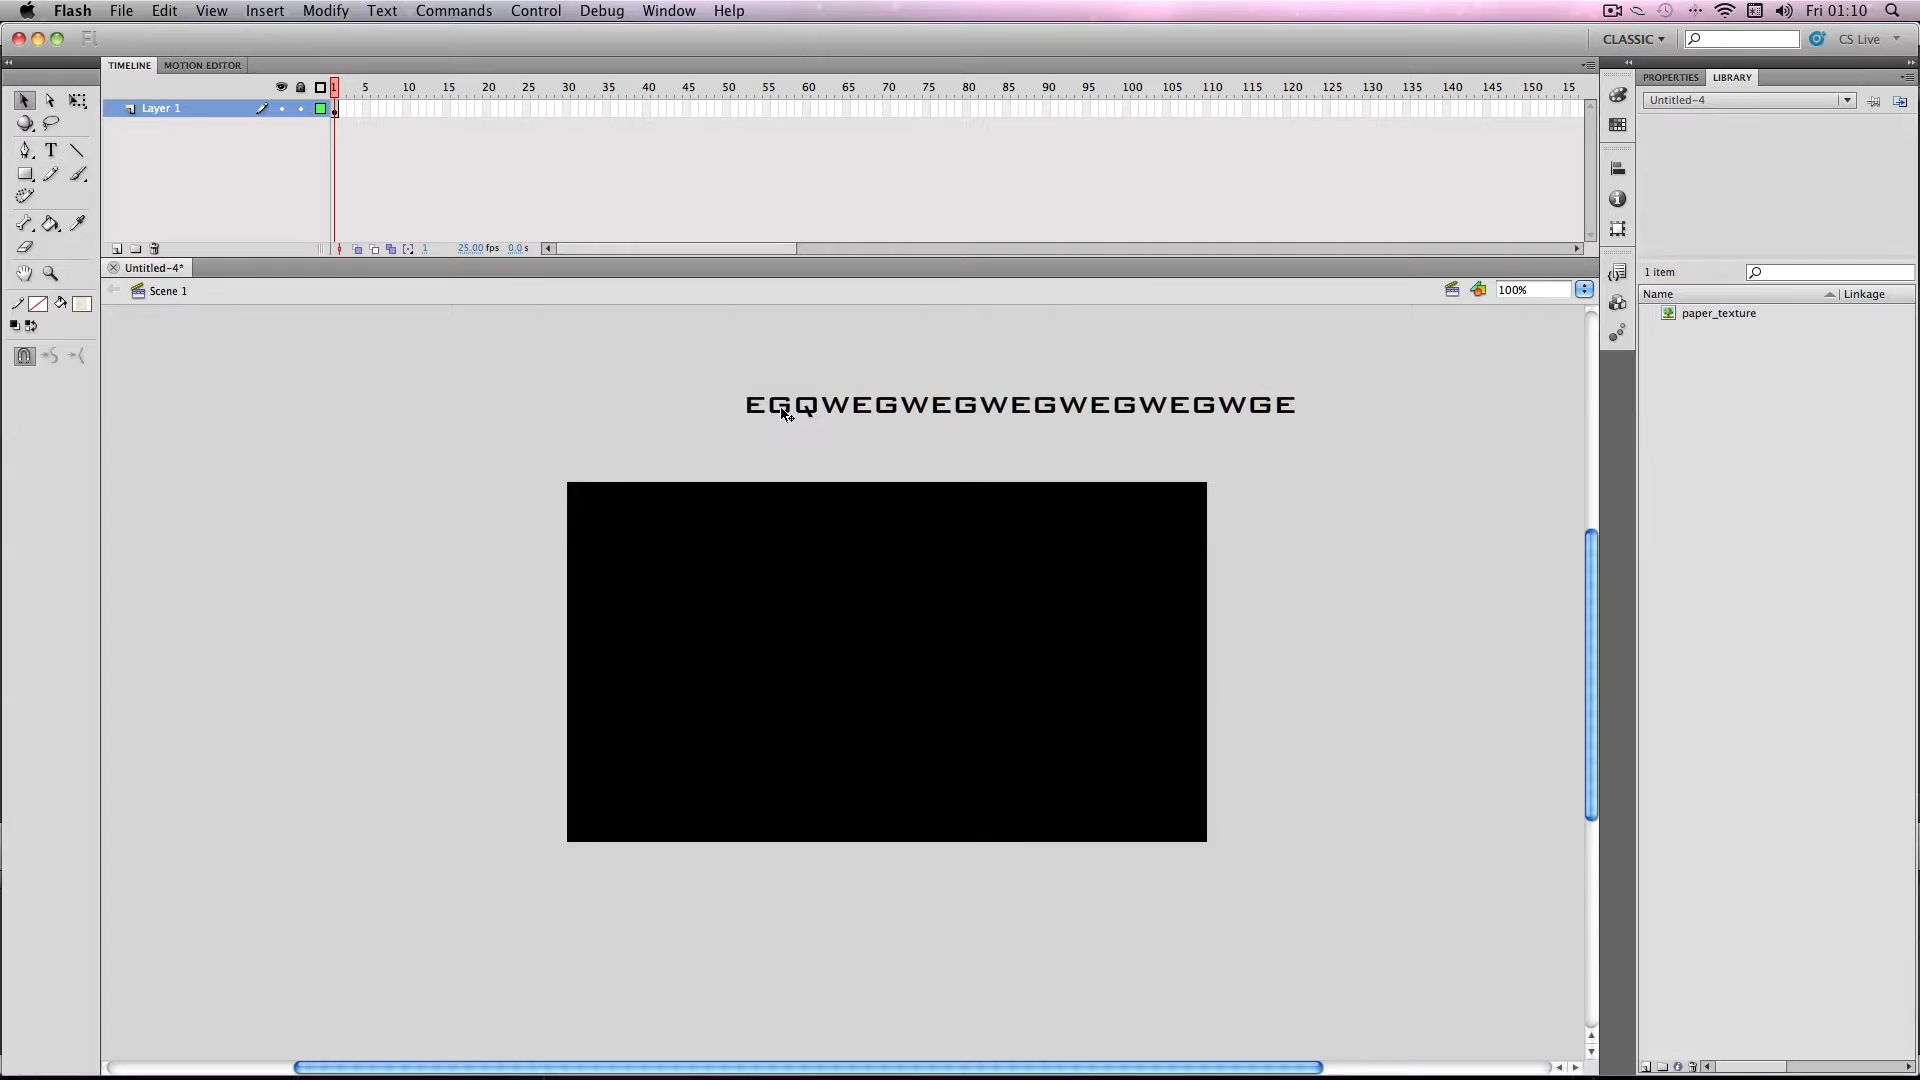 Flash File Edit View Insert Modify Text Commands Control Debug Window Help Fri 01:10
Fl CLASSIC CS Live
TIMELINE MOTION EDITOR
PROPERTIES LIBRARY
1 5 10 15 20 25 30 35 40 45 50 55 60 65 70 75 80 85 90 95 100 105 110 115 120 125 130 135 140 145 150 15
Untitled-4
Layer 1
1 25.00 fps 0.0 s
Untitled-4*
1 item
Scene 1 100%
Name Linkage
paper_texture
EGQWEGWEGWEGWEGWEGWGE